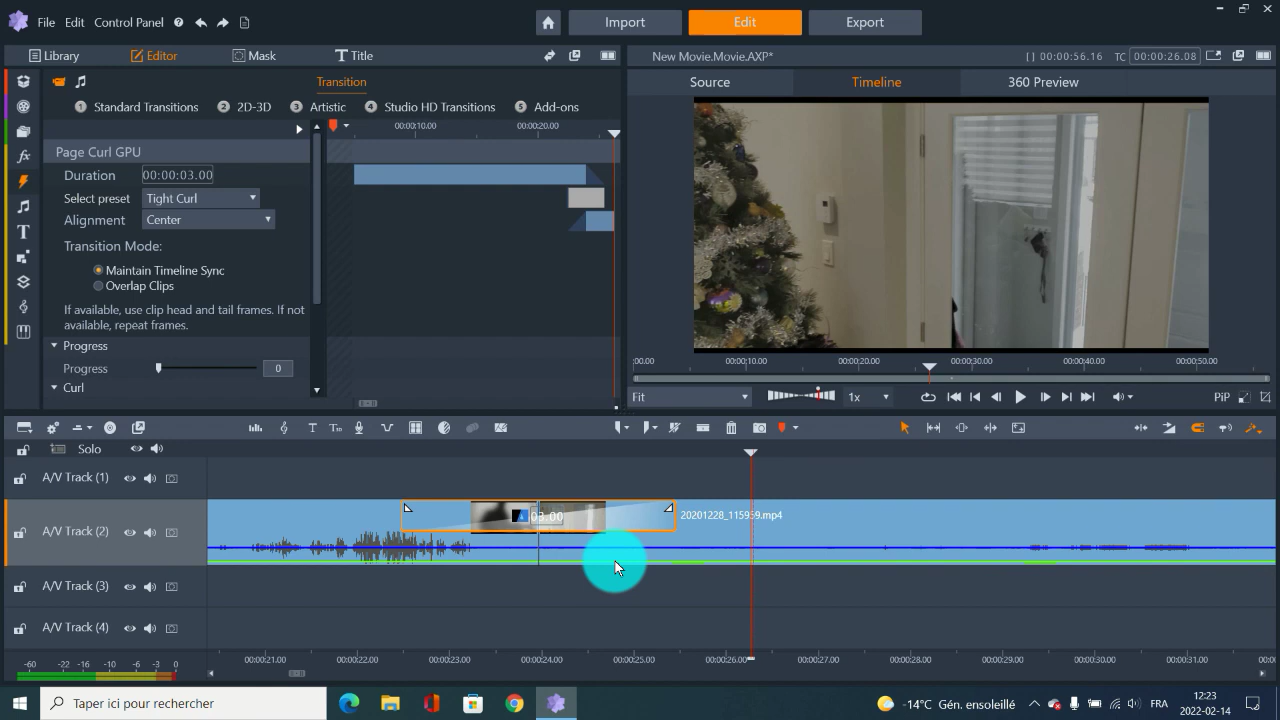 File Edit Control Panel
Import Edit Export
Library Editor Mask Title
New Movie.Movie.AXP* [] 00:00:56.16 TC 00:00:26.08
Transition
Source Timeline 360 Preview
1 Standard Transitions 2 2D-3D 3 Artistic 4 Studio HD Transitions 5 Add-ons
00:00:10.00 00:00:20.00
Page Curl GPU
Duration 00:00:03.00
Select preset Tight Curl
Alignment Center
Transition Mode:
Maintain Timeline Sync
Overlap Clips
If available, use clip head and tail frames. If not
available, repeat frames.
Progress
Progress 0
Curl
:00.00 00:00:10.00 00:00:20.00 00:00:30.00 00:00:40.00 00:00:50.00
Fit 1x PiP
Solo
A/V Track (1)
A/V Track (2)
03.00
20201228_115959.mp4
A/V Track (3)
A/V Track (4)
-60 -22 -16 -10 -6 -3 0
00:00:21.00 00:00:22.00 00:00:23.00 00:00:24.00 00:00:25.00 00:00:26.00 00:00:27.00 00:00:28.00 00:00:29.00 00:00:30.00 00:00:31.00
Taper ici pour rechercher
-14°C Gén. ensoleillé FRA 12:23
2022-02-14